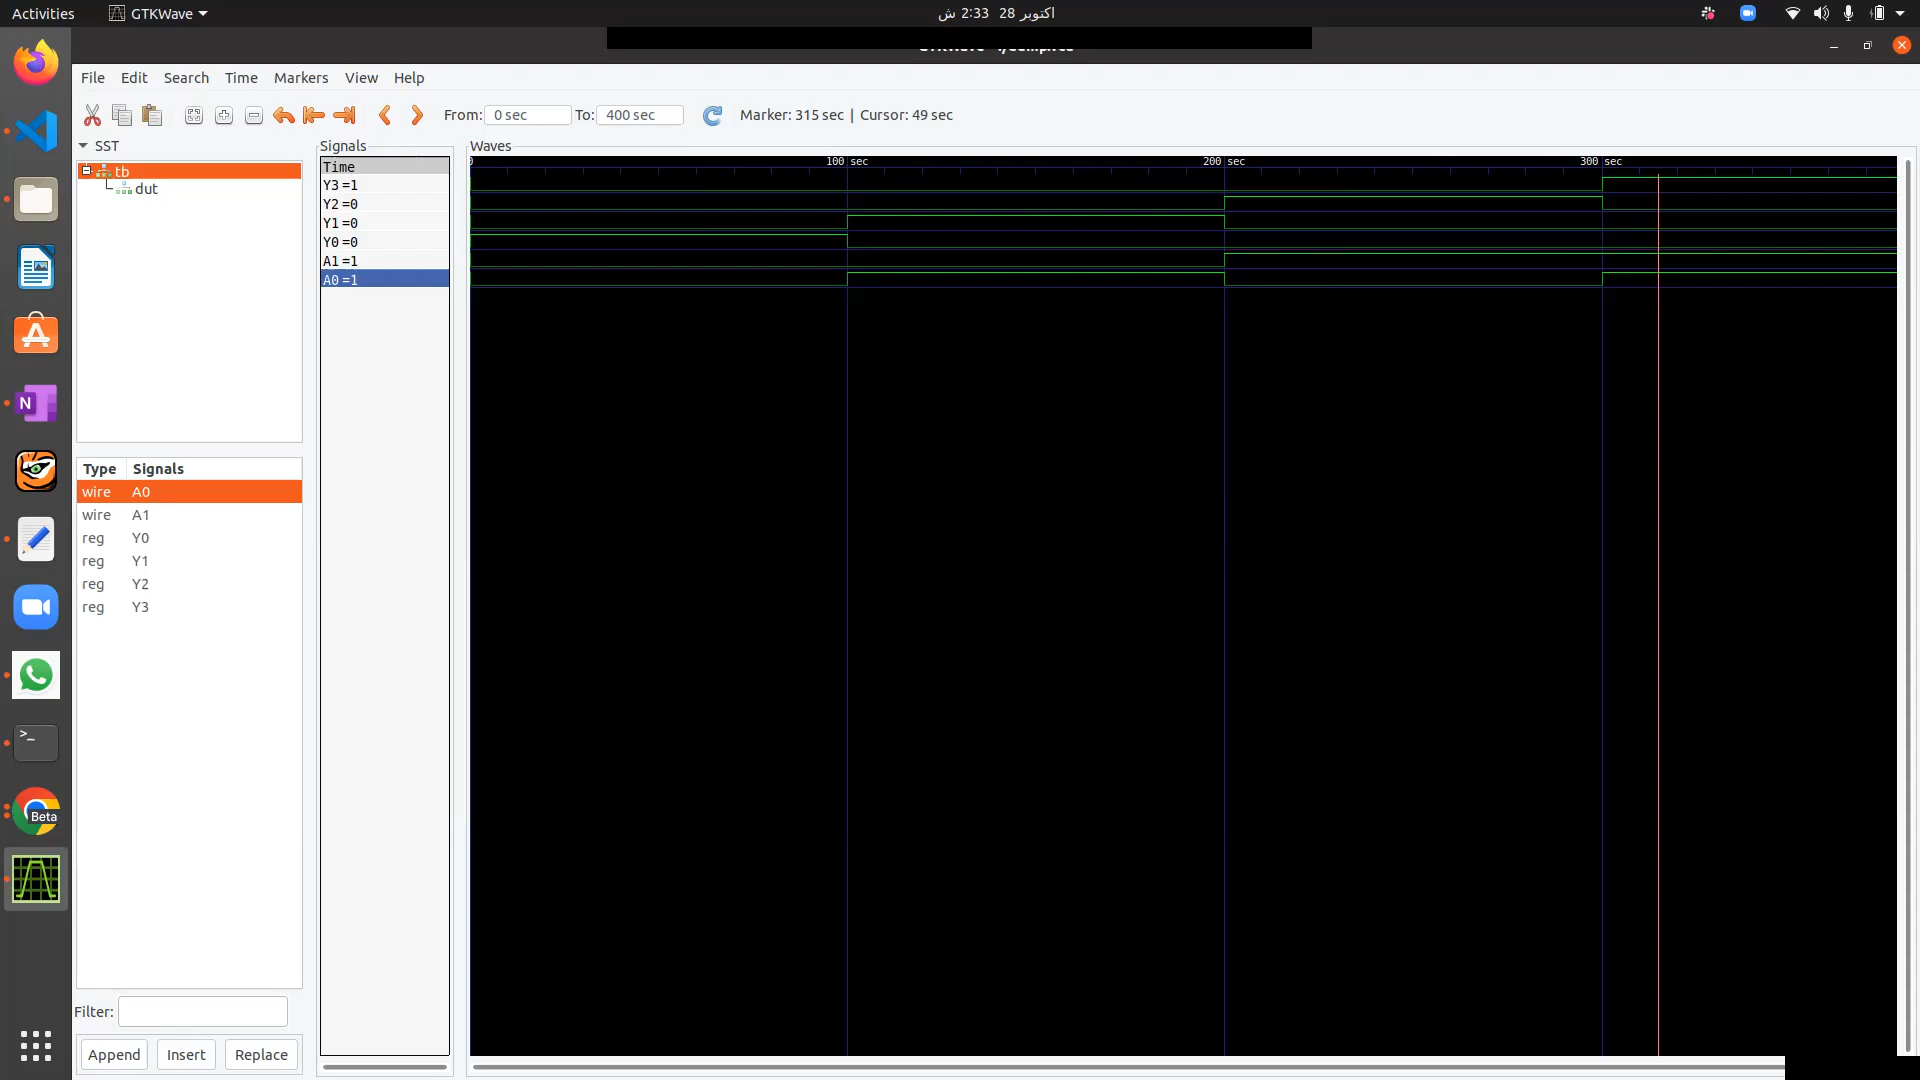 Activities
GTKWave
اکتوبر 28 2:33 ش
File Edit Search Time Markers View Help
From: 0 sec To: 400 sec Marker: 315 sec | Cursor: 49 sec
SST
tb
dut
Type Signals
wire A0
wire A1
reg Y0
reg Y1
reg Y2
reg Y3
Filter:
Append Insert Replace
Signals
Time
Y3 =1
Y2 =0
Y1 =0
Y0 =0
A1 =1
A0 =1
Waves
0 100 sec 200 sec 300 sec
N
>_
Beta